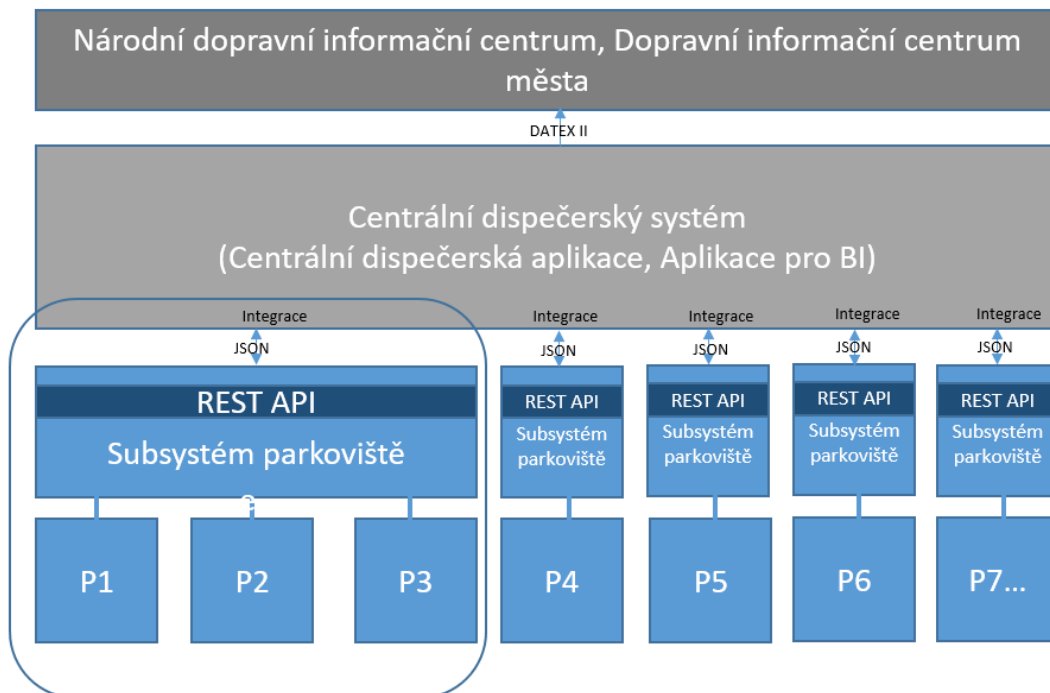 Národní dopravní informační centrum, Dopravní informační centrum
města
DATEX II
Centrální dispečerský systém
(Centrální dispečerská aplikace, Aplikace pro BI)
Integrace
Integrace
Integrace
Integrace
Integrace
JSON
JSON
JSON
JSON
JSON
REST API
REST API
REST API
REST API
REST API
Subsystém parkoviště
a
Subsystém
parkoviště
Subsystém
parkoviště
Subsystém
parkoviště
Subsystém
parkoviště
P1
P2
P3
P4
P5
P6
P7...